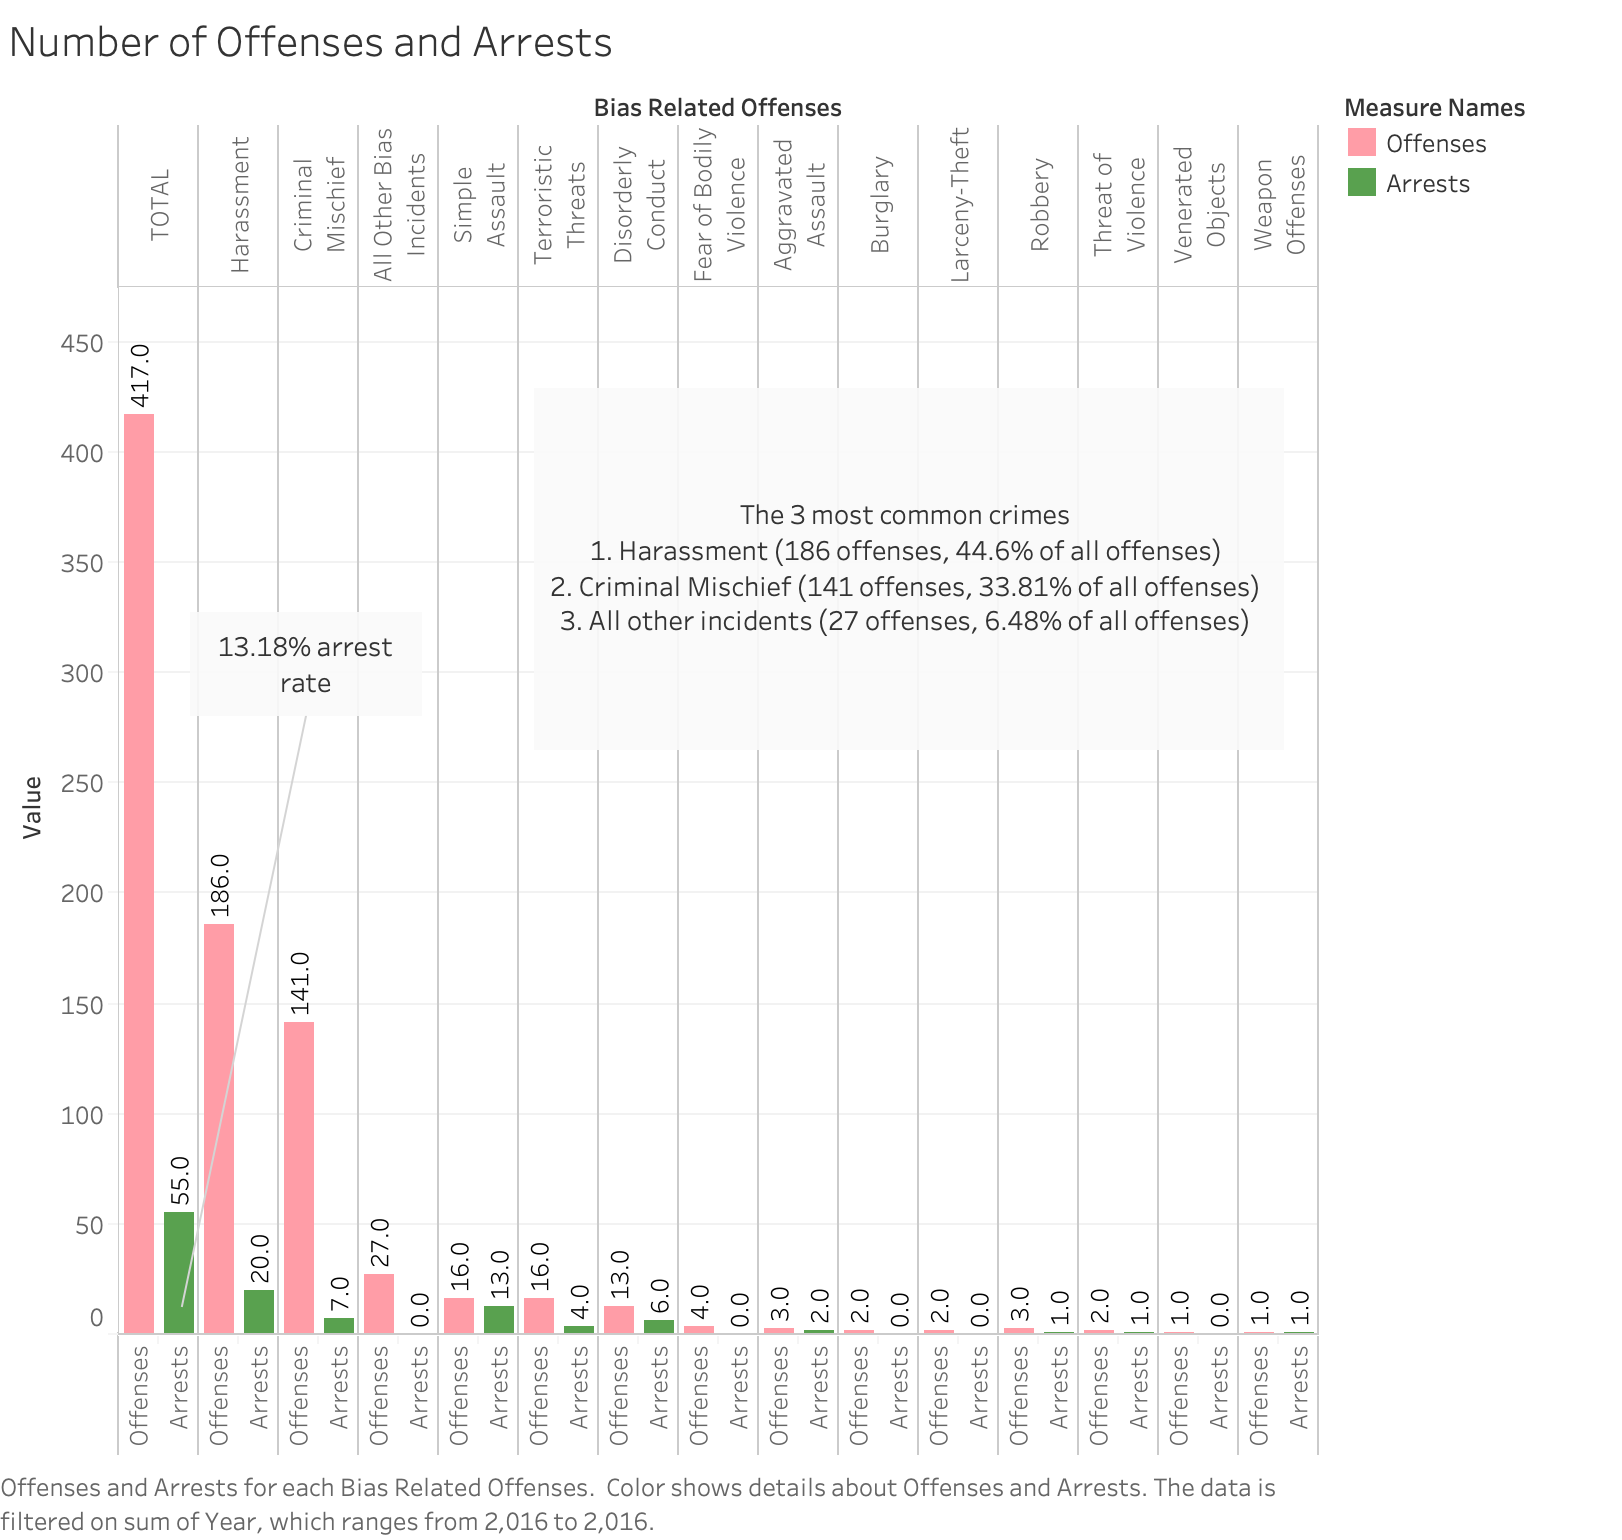 Number of Offenses and Arrests
Bias Related Offenses
Measure Names
Offenses
Arrests
TOTAL
Harassment
Criminal
Mischief
All Other Bias
Incidents
Simple
Assault
Terroristic
Threats
Disorderly
Conduct
Fear of Bodily
Violence
Aggravated
Assault
Burglary
Larceny-Theft
Robbery
Threat of
Violence
Venerated
Objects
Weapon
Offenses
Value
450
400
350
300
250
200
150
100
50
0
The 3 most common crimes
1. Harassment (186 offenses, 44.6% of all offenses)
2. Criminal Mischief (141 offenses, 33.81% of all offenses)
3. All other incidents (27 offenses, 6.48% of all offenses)
13.18% arrest
rate
417.0
55.0
186.0
20.0
141.0
7.0
27.0
0.0
16.0
13.0
16.0
4.0
13.0
6.0
4.0
0.0
3.0
2.0
2.0
0.0
2.0
0.0
3.0
1.0
2.0
1.0
1.0
0.0
1.0
1.0
Offenses
Arrests
Offenses
Arrests
Offenses
Arrests
Offenses
Arrests
Offenses
Arrests
Offenses
Arrests
Offenses
Arrests
Offenses
Arrests
Offenses
Arrests
Offenses
Arrests
Offenses
Arrests
Offenses
Arrests
Offenses
Arrests
Offenses
Arrests
Offenses
Arrests
Offenses and Arrests for each Bias Related Offenses.  Color shows details about Offenses and Arrests. The data is
filtered on sum of Year, which ranges from 2,016 to 2,016.